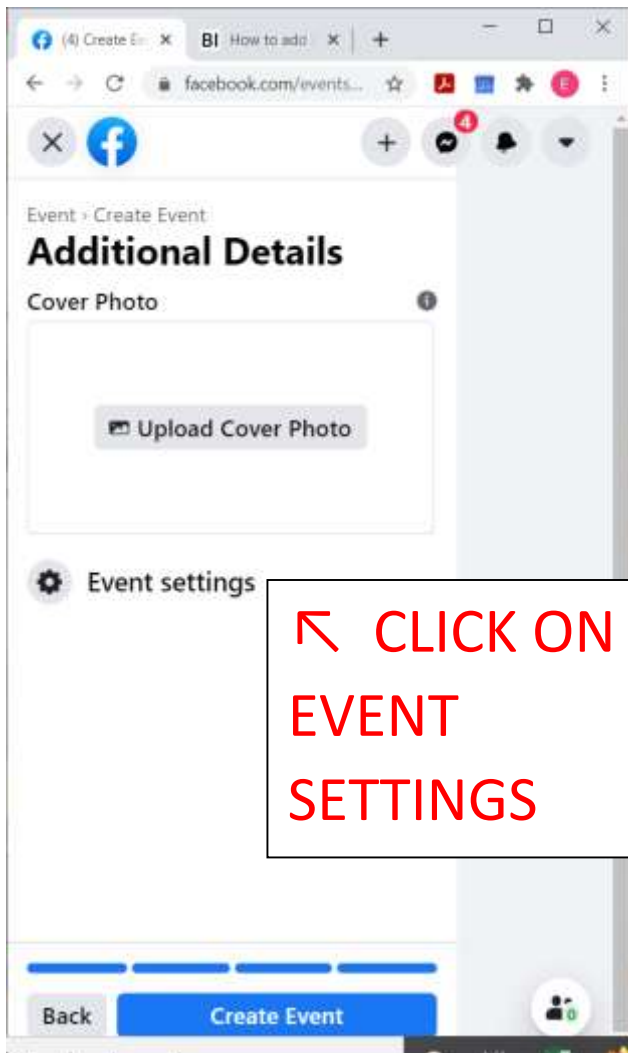 (4) Create E
BI How to add
facebook.com/events...
E
4
Event › Create Event
Additional Details
Cover Photo
Upload Cover Photo
Event settings
↖ CLICK ON
EVENT
SETTINGS
Back
Create Event
0